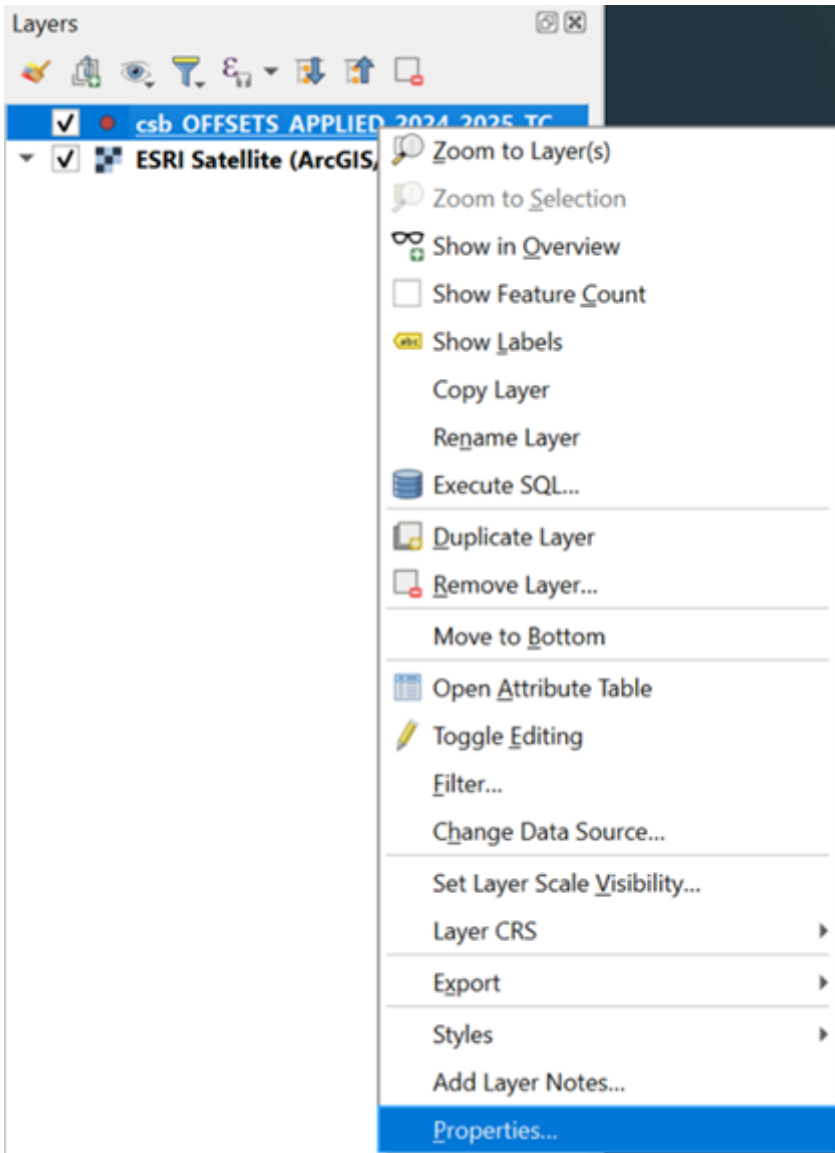 Layers
csb_OFFSETS_APPLIED_2024_2025_TC
ESRI Satellite (ArcGIS/
Zoom to Layer(s)
Zoom to Selection
Show in Overview
Show Feature Count
abc Show Labels
Copy Layer
Rename Layer
Execute SQL...
Duplicate Layer
Remove Layer...
Move to Bottom
Open Attribute Table
Toggle Editing
Filter...
Change Data Source...
Set Layer Scale Visibility...
Layer CRS
Export
Styles
Add Layer Notes...
Properties...